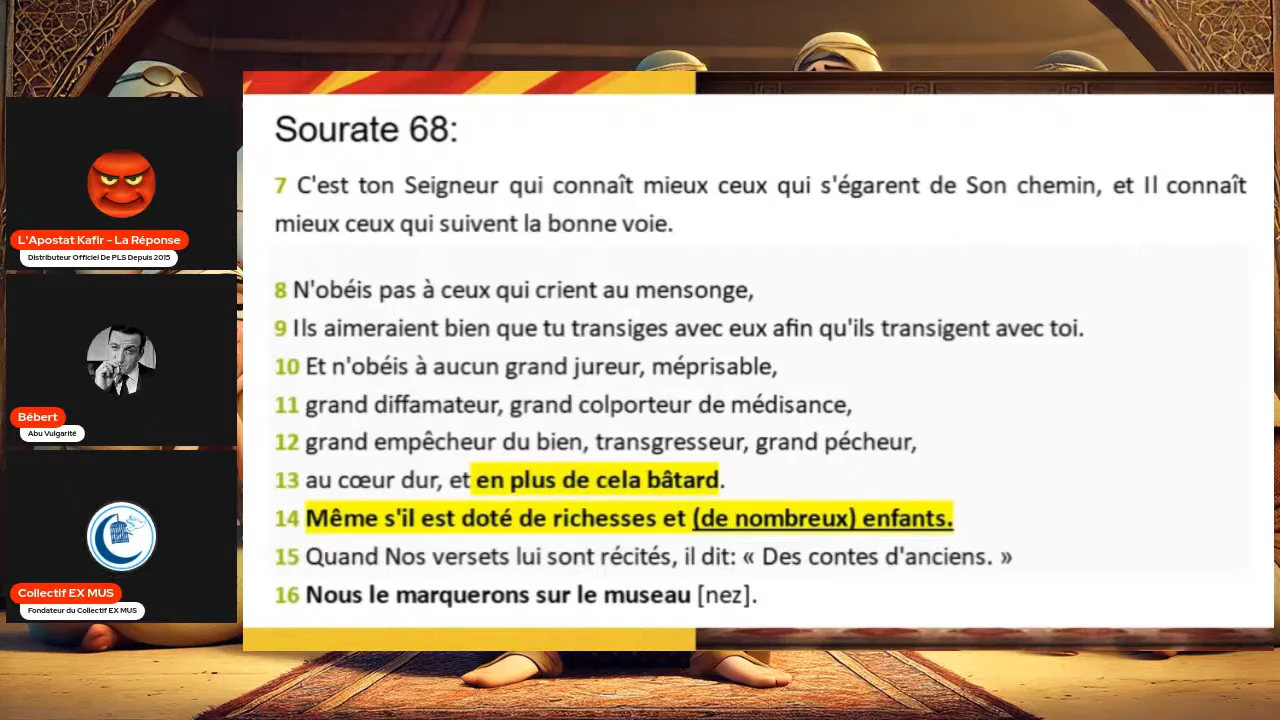 Sourate 68:
7 C'est ton Seigneur qui connaît mieux ceux qui s'égarent de Son chemin, et Il connaît
mieux ceux qui suivent la bonne voie.
8 N'obéis pas à ceux qui crient au mensonge,
9 Ils aimeraient bien que tu transiges avec eux afin qu'ils transigent avec toi.
10 Et n'obéis à aucun grand jureur, méprisable,
11 grand diffamateur, grand colporteur de médisance,
12 grand empêcheur du bien, transgresseur, grand pécheur,
13 au cœur dur, et en plus de cela bâtard.
14 Même s'il est doté de richesses et (de nombreux) enfants.
15 Quand Nos versets lui sont récités, il dit: « Des contes d'anciens. »
16 Nous le marquerons sur le museau [nez].
L'Apostat Kafir - La Réponse
Distributeur Officiel De PLS Depuis 2015
Bébert
Abu Vulgarité
Collectif EX MUS
Fondateur du Collectif EX MUS